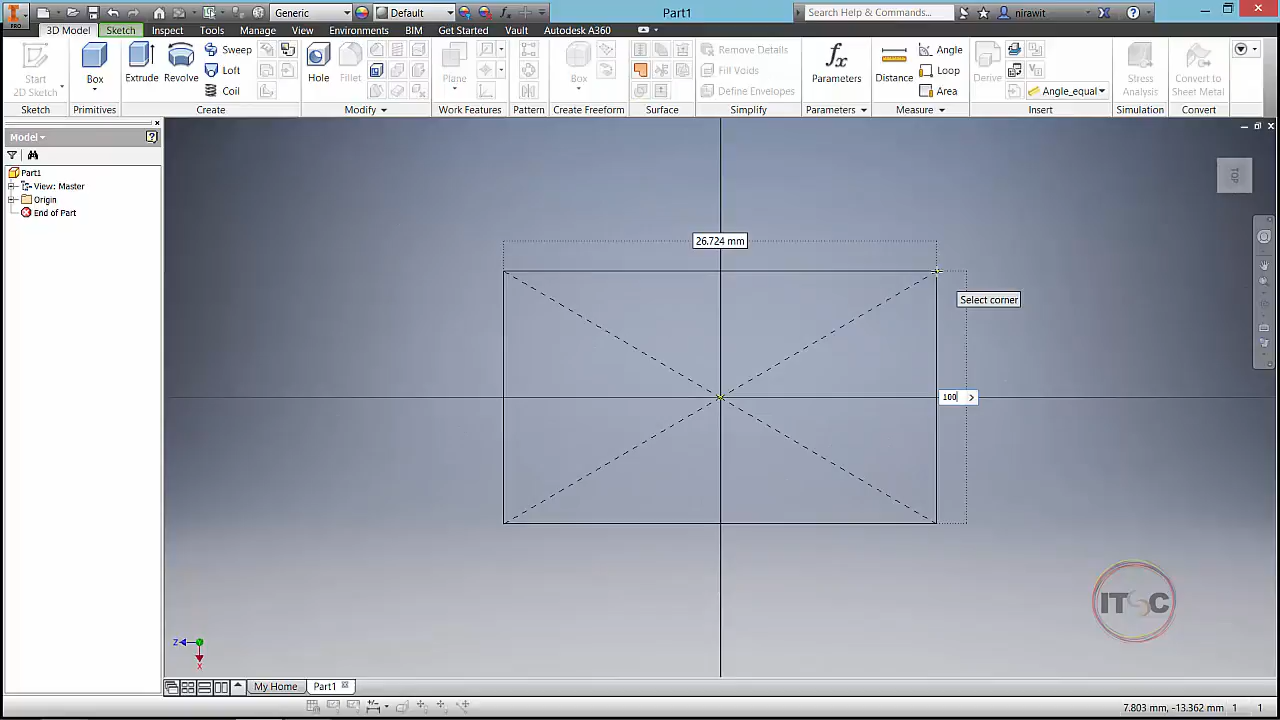 PRO
Generic
Default
Part1
Search Help & Commands...
nirawit
3D Model
Sketch
Inspect
Tools
Manage
View
Environments
BIM
Get Started
Vault
Autodesk A360
Start
2D Sketch
Box
Extrude
Revolve
Sweep
Loft
Coil
Hole
Fillet
Plane
Box
Remove Details
Fill Voids
Define Envelopes
Parameters
Distance
Angle
Loop
Area
Derive
Angle_equal
Stress
Analysis
Convert to
Sheet Metal
Sketch
Primitives
Create
Modify
Work Features
Pattern
Create Freeform
Surface
Simplify
Parameters
Measure
Insert
Simulation
Convert
Model
Part1
View: Master
Origin
End of Part
TOP
26.724 mm
Select corner
100
ITSC
Z
X
My Home
Part1
7.803 mm, -13.362 mm
1
1